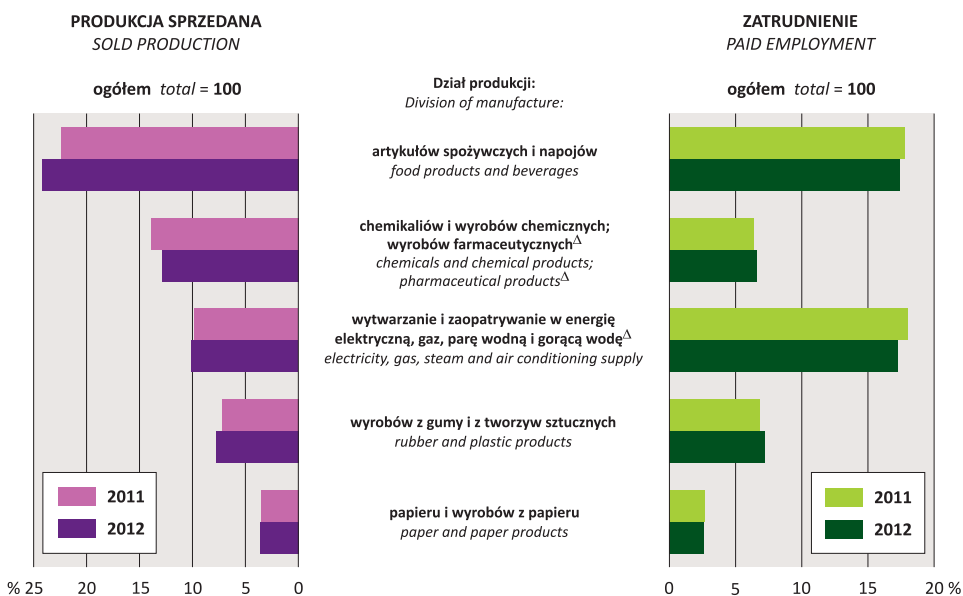 PRODUKCJA SPRZEDANA
SOLD PRODUCTION
ogółem total = 100
ZATRUDNIENIE
PAID EMPLOYMENT
ogółem total = 100
Dział produkcji:
Division of manufacture:
artykułów spożywczych i napojów
food products and beverages
chemikaliów i wyrobów chemicznych;
wyrobów farmaceutycznych∆
chemicals and chemical products;
pharmaceutical products∆
wytwarzanie i zaopatrywanie w energię
elektryczną, gaz, parę wodną i gorącą wodę∆
electricity, gas, steam and air conditioning supply
wyrobów z gumy i z tworzyw sztucznych
rubber and plastic products
papieru i wyrobów z papieru
paper and paper products
2011
2012
2011
2012
% 25 20 15 10 5 0
0 5 10 15 20 %